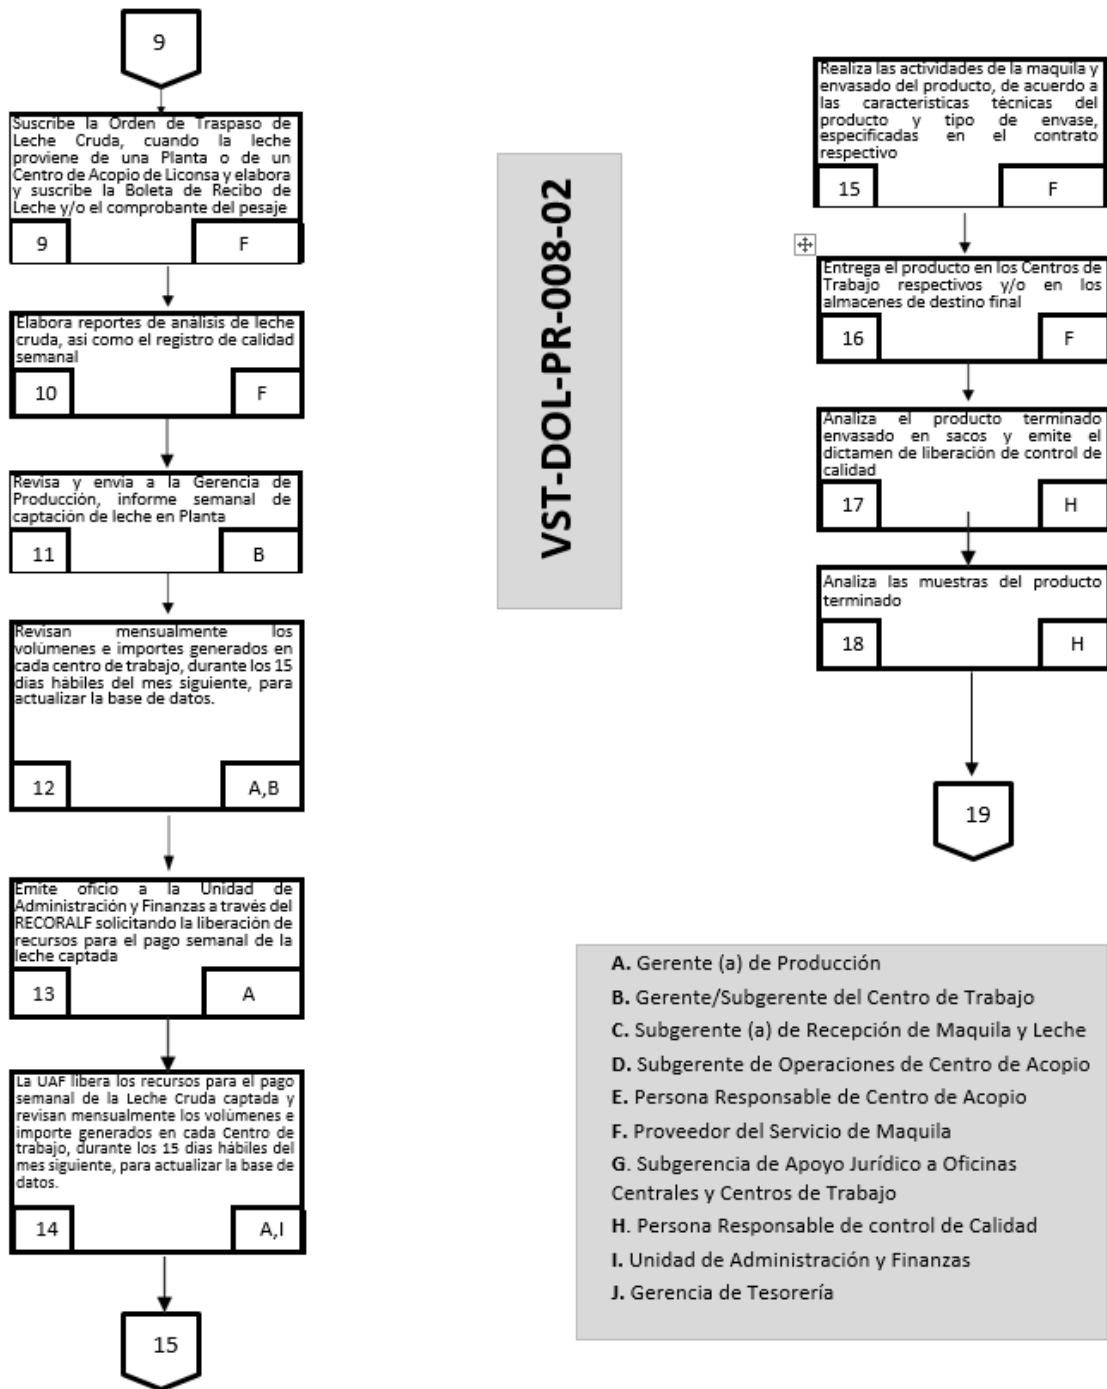 9
Suscribe la Orden de Traspaso de
Leche Cruda, cuando la leche
proviene de una Planta o de un
Centro de Acopio de Liconsa y elabora
y suscribe la Boleta de Recibo de
Leche y/o el comprobante del pesaje
9
F
Elabora reportes de análisis de leche
cruda, asi como el registro de calidad
semanal
10
F
Revisa y envia a la Gerencia de
Producción, informe semanal de
captación de leche en Planta
11
B
Revisan mensualmente los
volúmenes e importes generados en
cada centro de trabajo, durante los 15
dias hábiles del mes siguiente, para
actualizar la base de datos.
12
A,B
Emite oficio a la Unidad de
Administración y Finanzas a través del
RECORALF solicitando la liberación de
recursos para el pago semanal de la
leche captada
13
A
La UAF libera los recursos para el pago
semanal de la Leche Cruda captada y
revisan mensualmente los volúmenes e
importe generados en cada Centro de
trabajo, durante los 15 dias hábiles del
mes siguiente, para actualizar la base de
datos.
14
A,I
15
VST-DOL-PR-008-02
Realiza las actividades de la maquila y
envasado del producto, de acuerdo a
las caracteristicas técnicas del
producto y tipo de envase,
especificadas en el contrato
respectivo
15
F
Entrega el producto en los Centros de
Trabajo respectivos y/o en los
almacenes de destino final
16
F
Analiza el producto terminado
envasado en sacos y emite el
dictamen de liberación de control de
calidad
17
H
Analiza las muestras del producto
terminado
18
H
19
A. Gerente (a) de Producción
B. Gerente/Subgerente del Centro de Trabajo
C. Subgerente (a) de Recepción de Maquila y Leche
D. Subgerente de Operaciones de Centro de Acopio
E. Persona Responsable de Centro de Acopio
F. Proveedor del Servicio de Maquila
G. Subgerencia de Apoyo Jurídico a Oficinas
Centrales y Centros de Trabajo
H. Persona Responsable de control de Calidad
I. Unidad de Administración y Finanzas
J. Gerencia de Tesorería